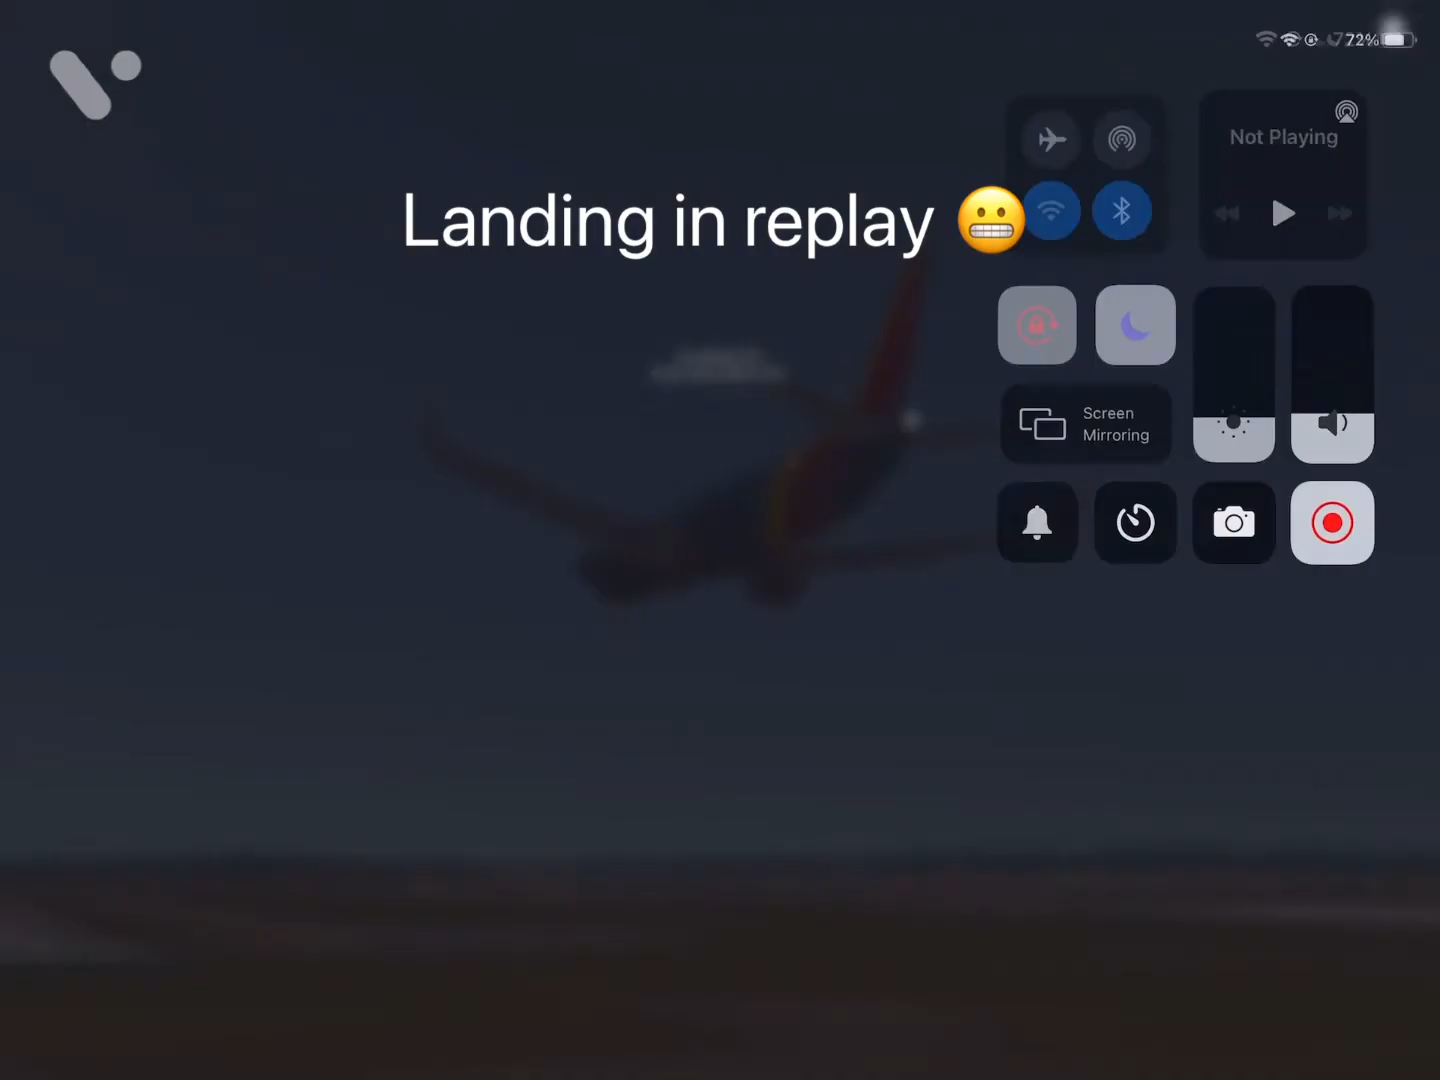 72%
Not Playing
Landing in replay 😬
Screen
Mirroring